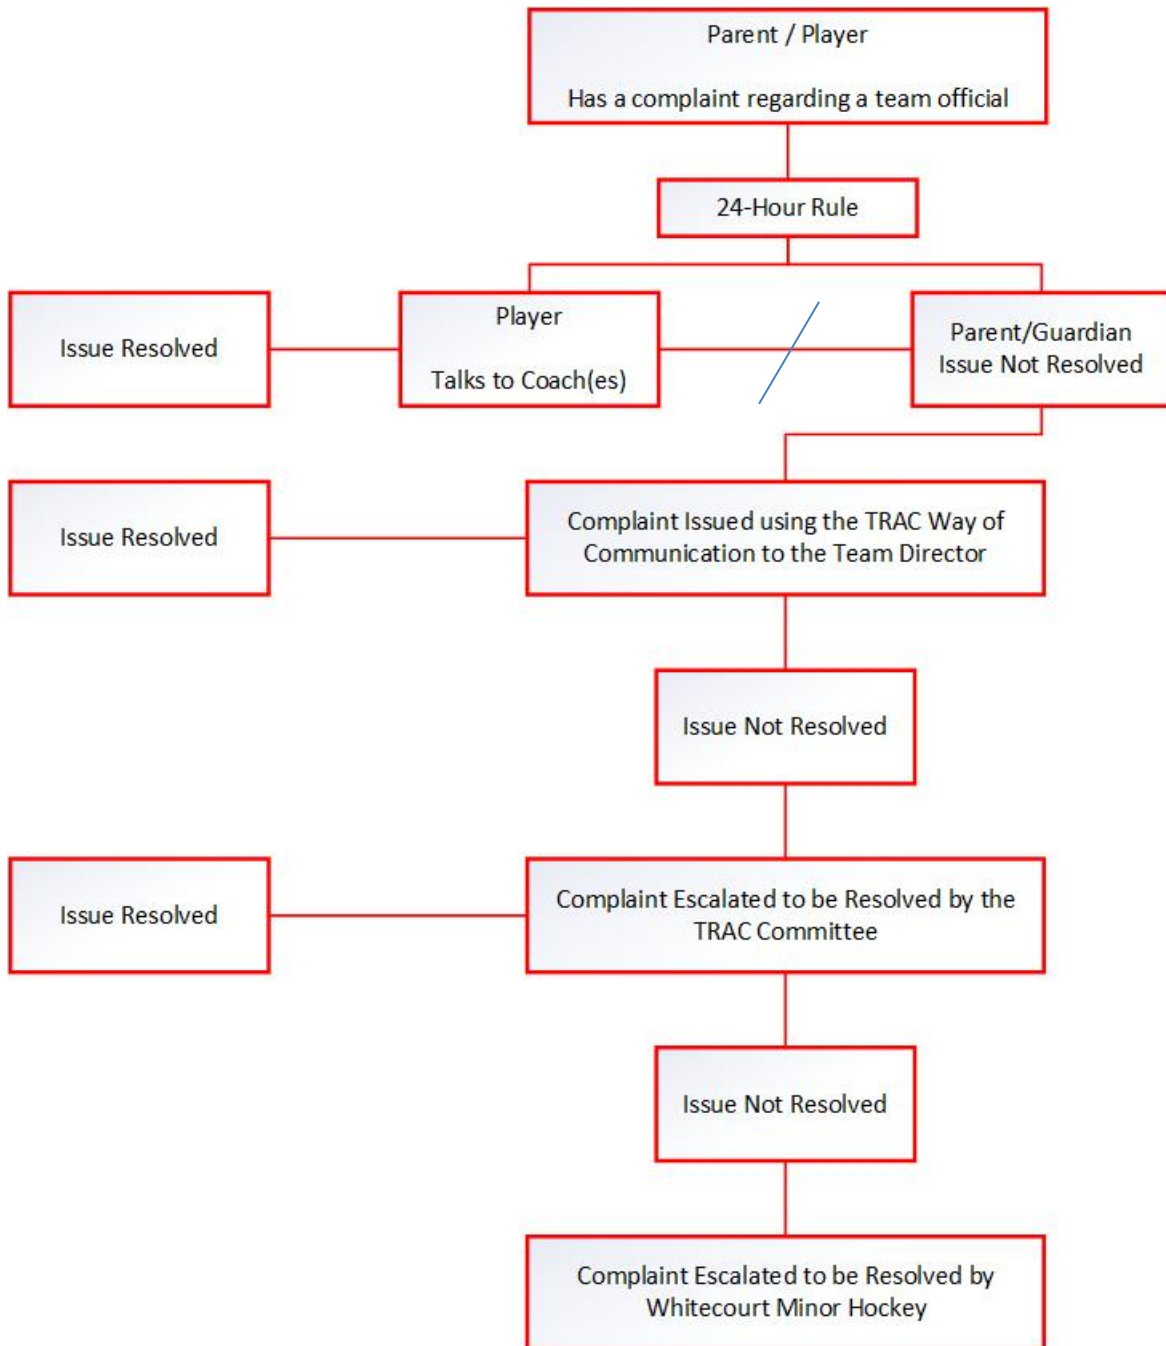 Parent / Player
Has a complaint regarding a team official
24-Hour Rule
Issue Resolved
Player
Talks to Coach(es)
Parent/Guardian
Issue Not Resolved
Issue Resolved
Complaint Issued using the TRAC Way of
Communication to the Team Director
Issue Not Resolved
Issue Resolved
Complaint Escalated to be Resolved by the
TRAC Committee
Issue Not Resolved
Complaint Escalated to be Resolved by
Whitecourt Minor Hockey